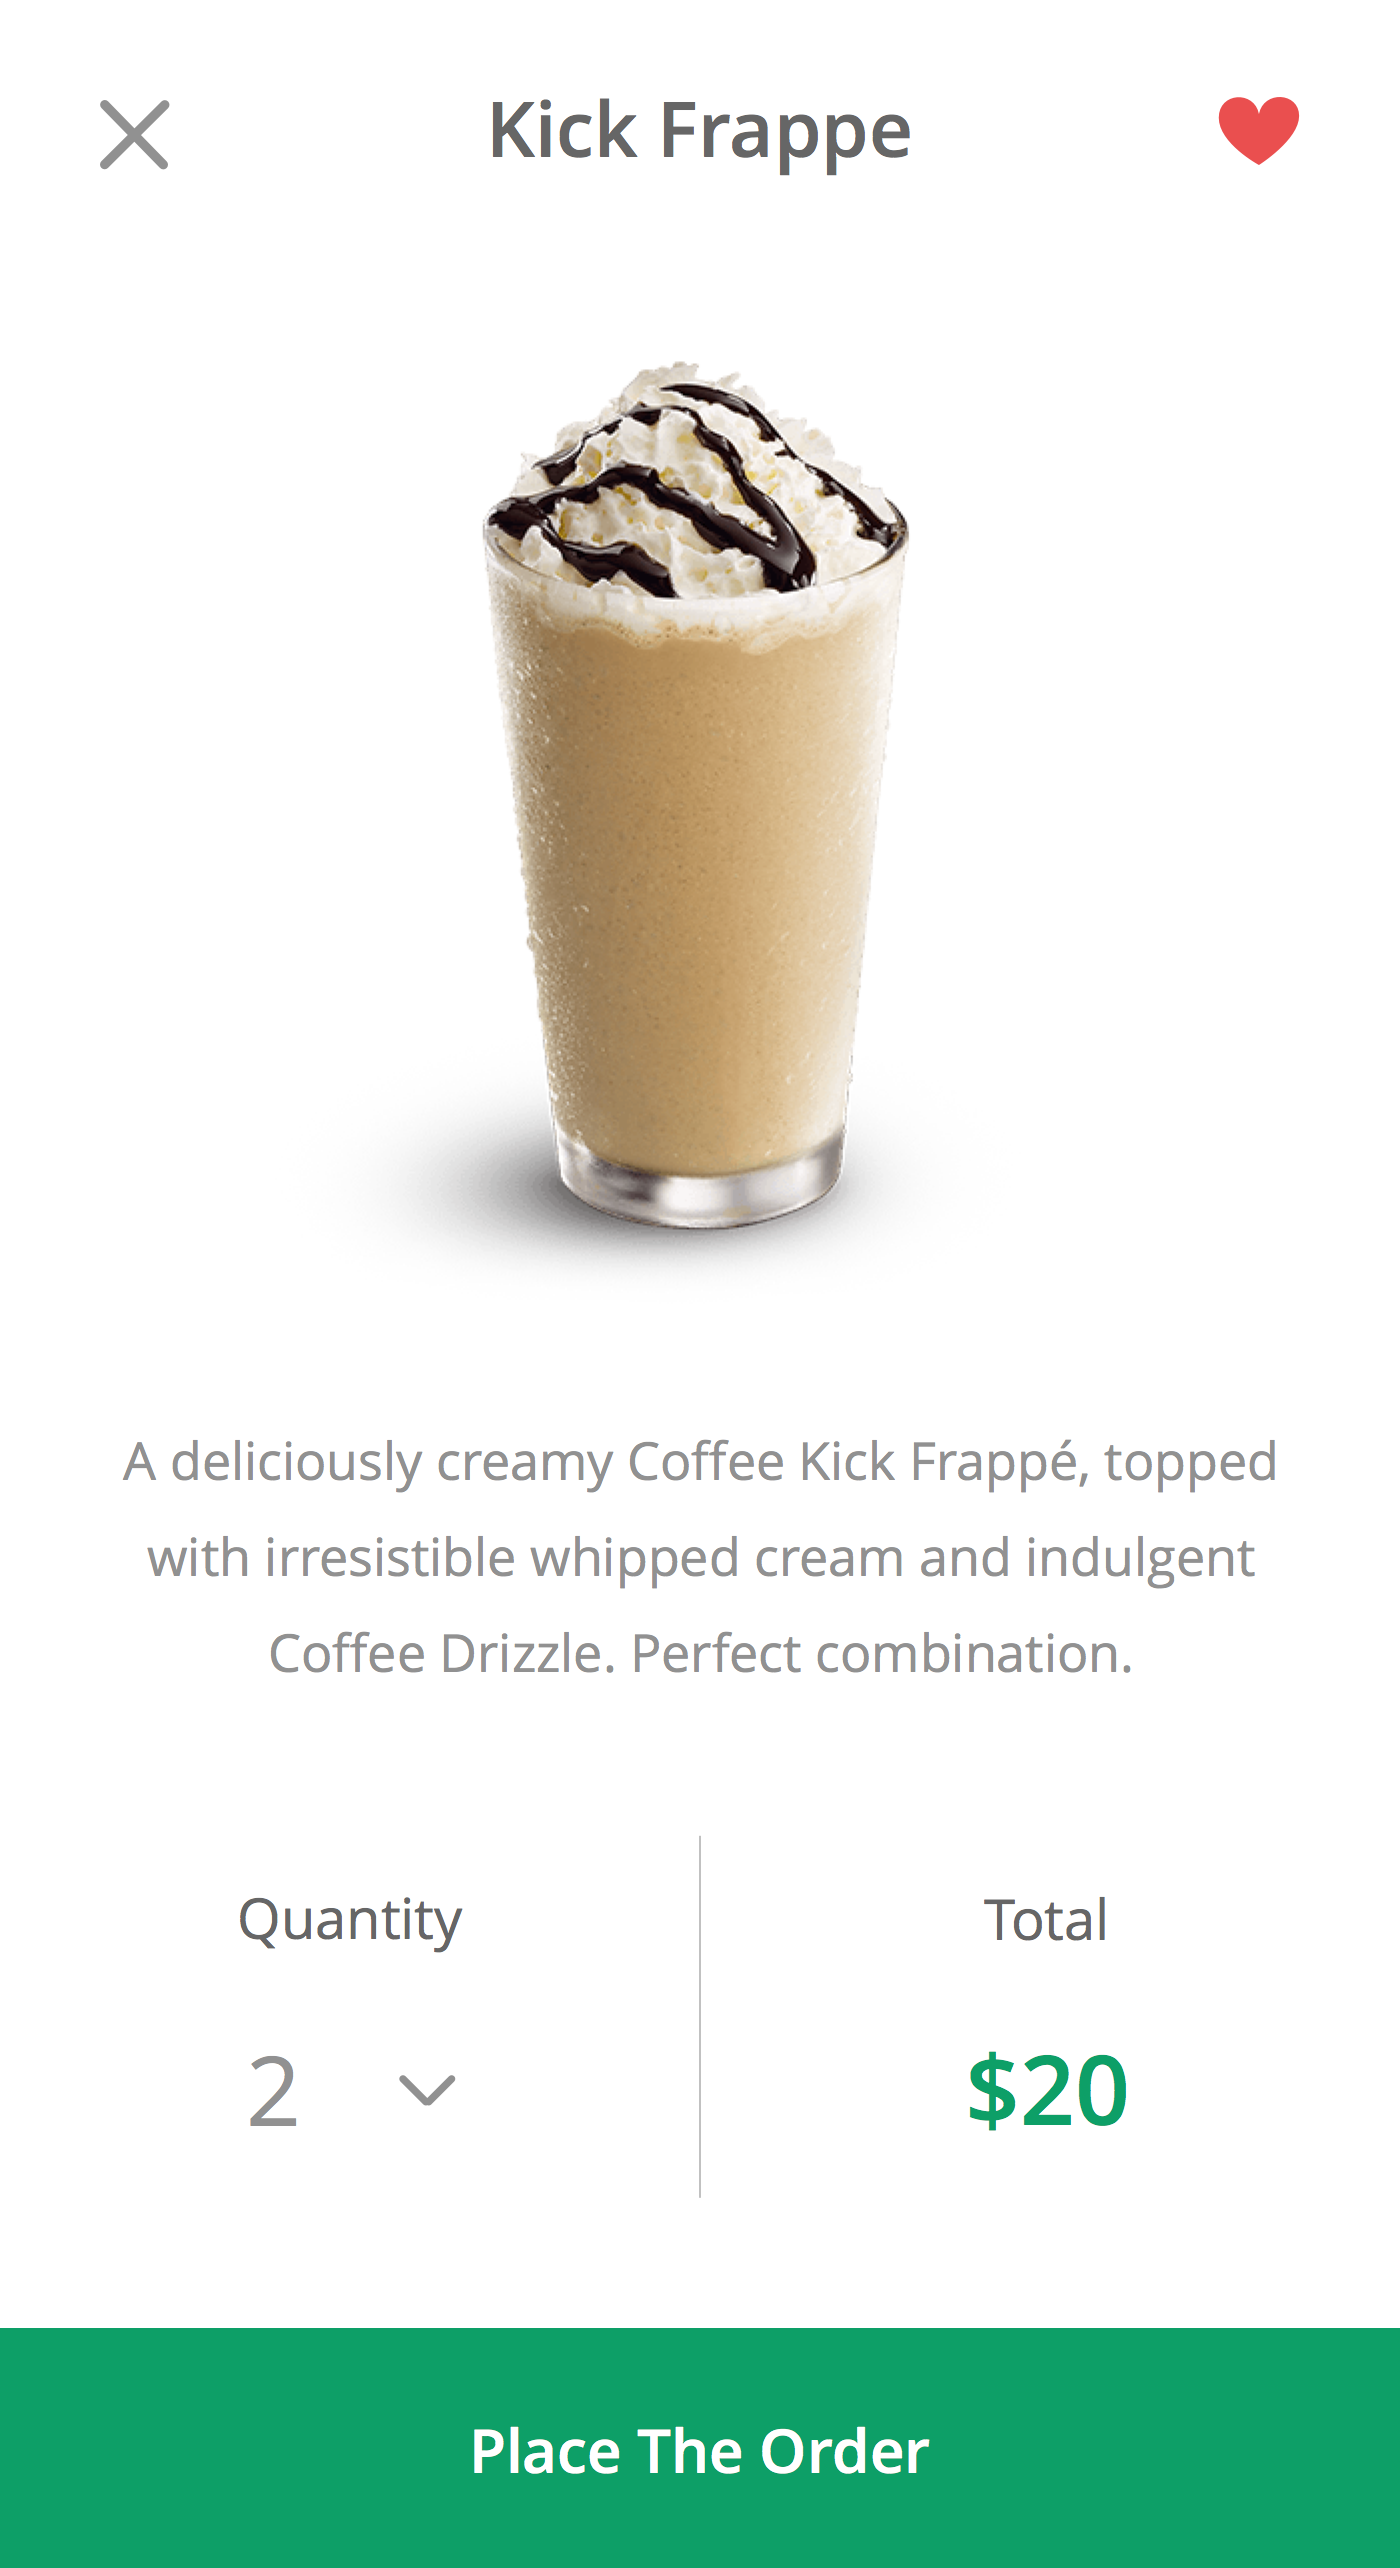 Kick Frappe
A deliciously creamy Coffee Kick Frappé, topped
with irresistible whipped cream and indulgent
Coffee Drizzle. Perfect combination.
Quantity
Total
2
$20
Place The Order